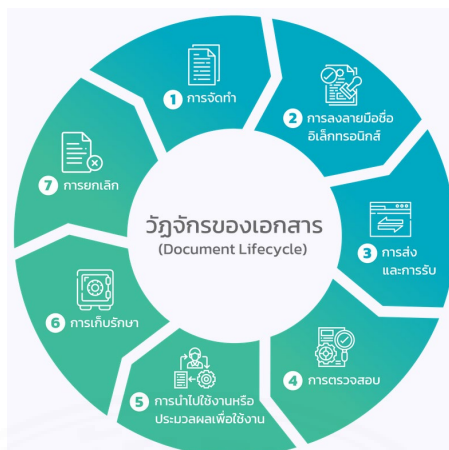 วัฏจักรของเอกสาร
(Document Lifecycle)
1 การจัดทำ
2 การลงลายมือชื่อ
อิเล็กทรอนิกส์
3 การส่ง
และการรับ
4 การตรวจสอบ
5 การนำไปใช้งานหรือ
ประมวลผลเพื่อใช้งาน
6 การเก็บรักษา
7 การยกเลิก